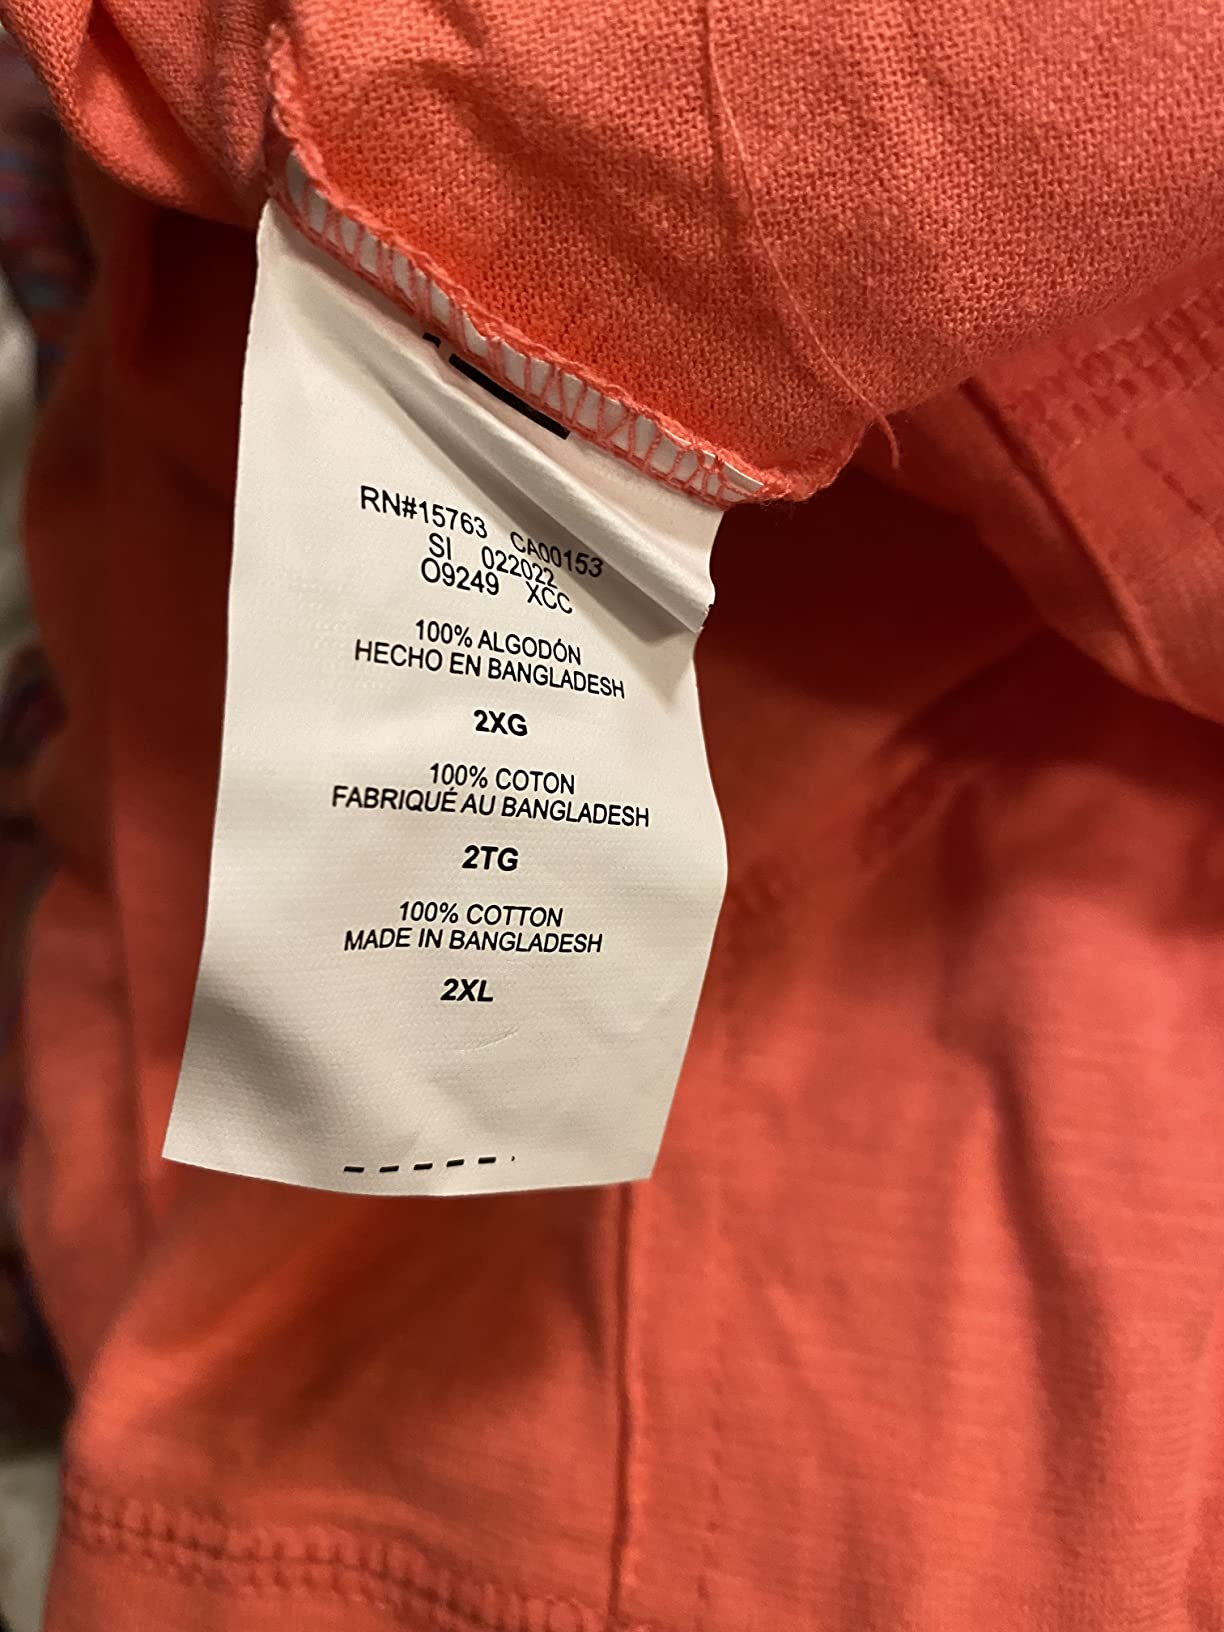 RN#15763 CA00153
SI 022022
O9249 XCC
100% ALGODÓN
HECHO EN BANGLADESH
2XG
100% COTON
FABRIQUÉ AU BANGLADESH
2TG
100% COTTON
MADE IN BANGLADESH
2XL